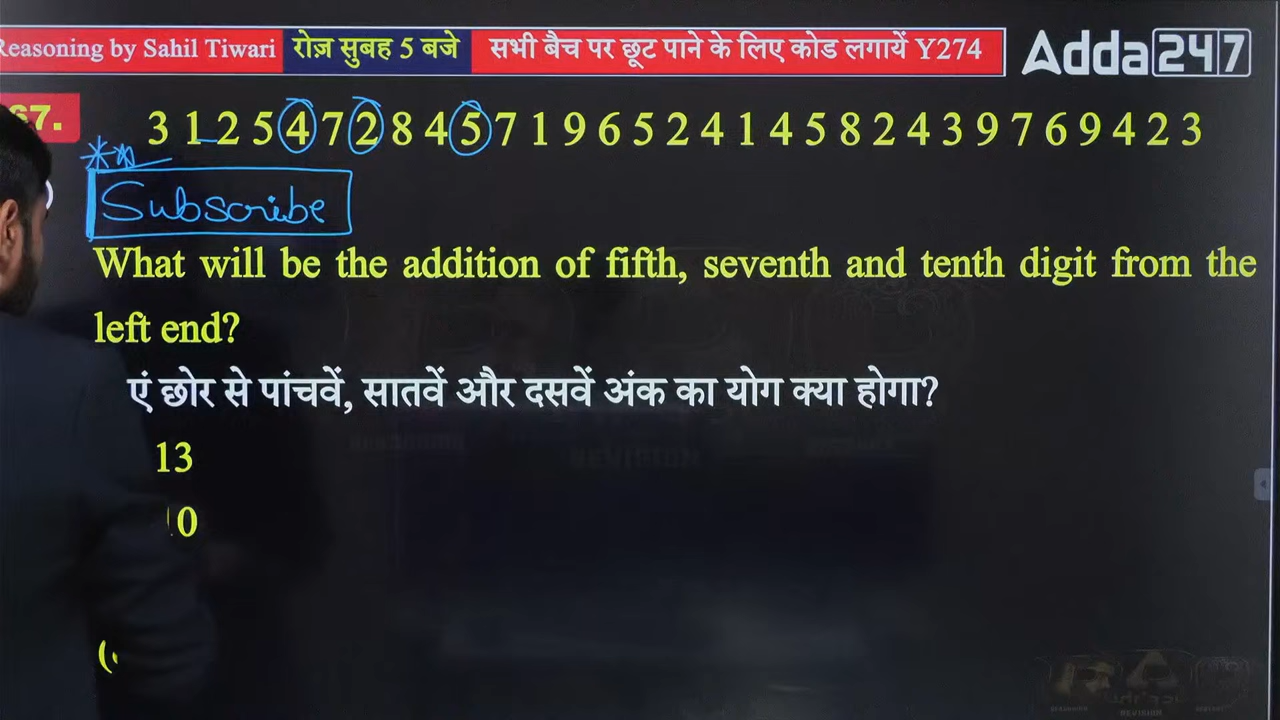 Reasoning by Sahil Tiwari रोज़ सुबह 5 बजे सभी बैच पर छूट पाने के लिए कोड लगायें Y274 Adda247
67. 3 1 2 5 4 7 2 8 4 5 7 1 9 6 5 2 4 1 4 5 8 2 4 3 9 7 6 9 4 2 3
Subscribe
What will be the addition of fifth, seventh and tenth digit from the
left end?
एं छोर से पांचवें, सातवें और दसवें अंक का योग क्या होगा?
13
0